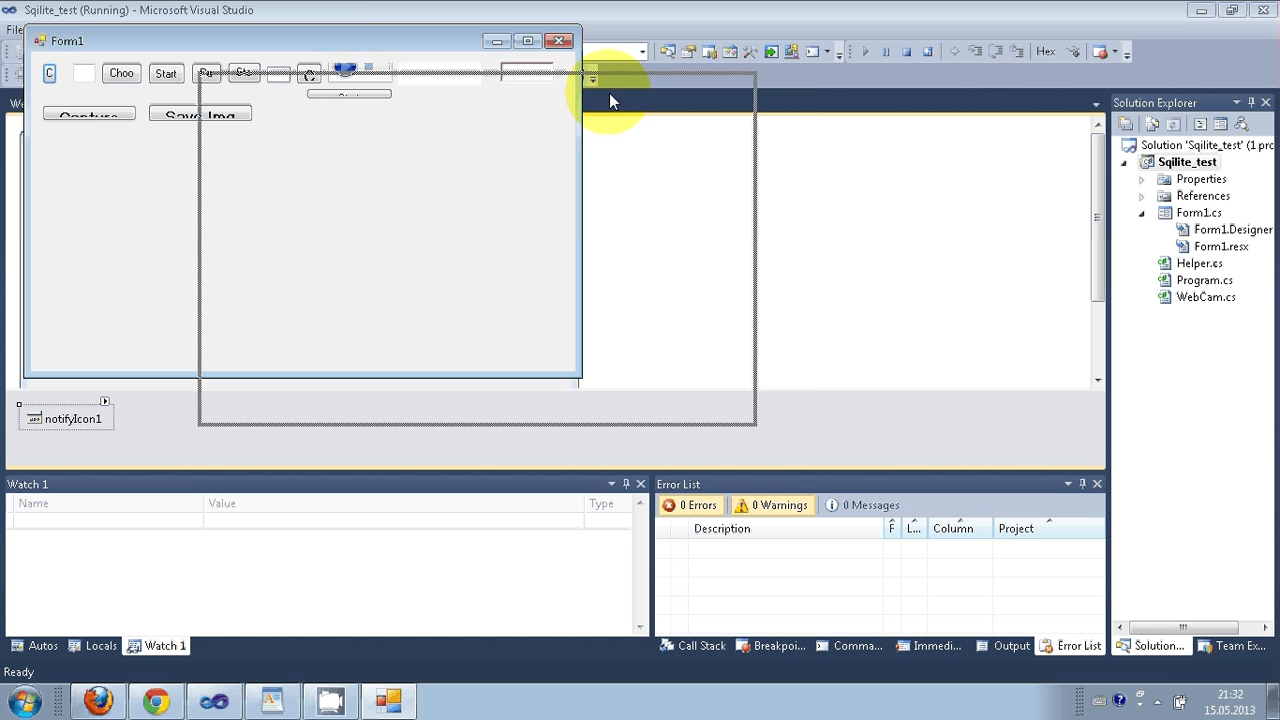 Sqilite_test (Running) - Microsoft Visual Studio
File
Form1
Hex
C
Choo
Start
Capture
Save Img
Solution Explorer
Solution 'Sqilite_test' (1 pro
Sqilite_test
Properties
References
Form1.cs
Form1.Designer
Form1.resx
Helper.cs
Program.cs
WebCam.cs
notifyIcon1
Watch 1
Name Value Type
Error List
0 Errors 0 Warnings 0 Messages
Description F L... Column Project
Autos Locals Watch 1
Call Stack Breakpoi... Comma... Immedi... Output Error List
Solution... Team Ex...
Ready
21:32
15.05.2013